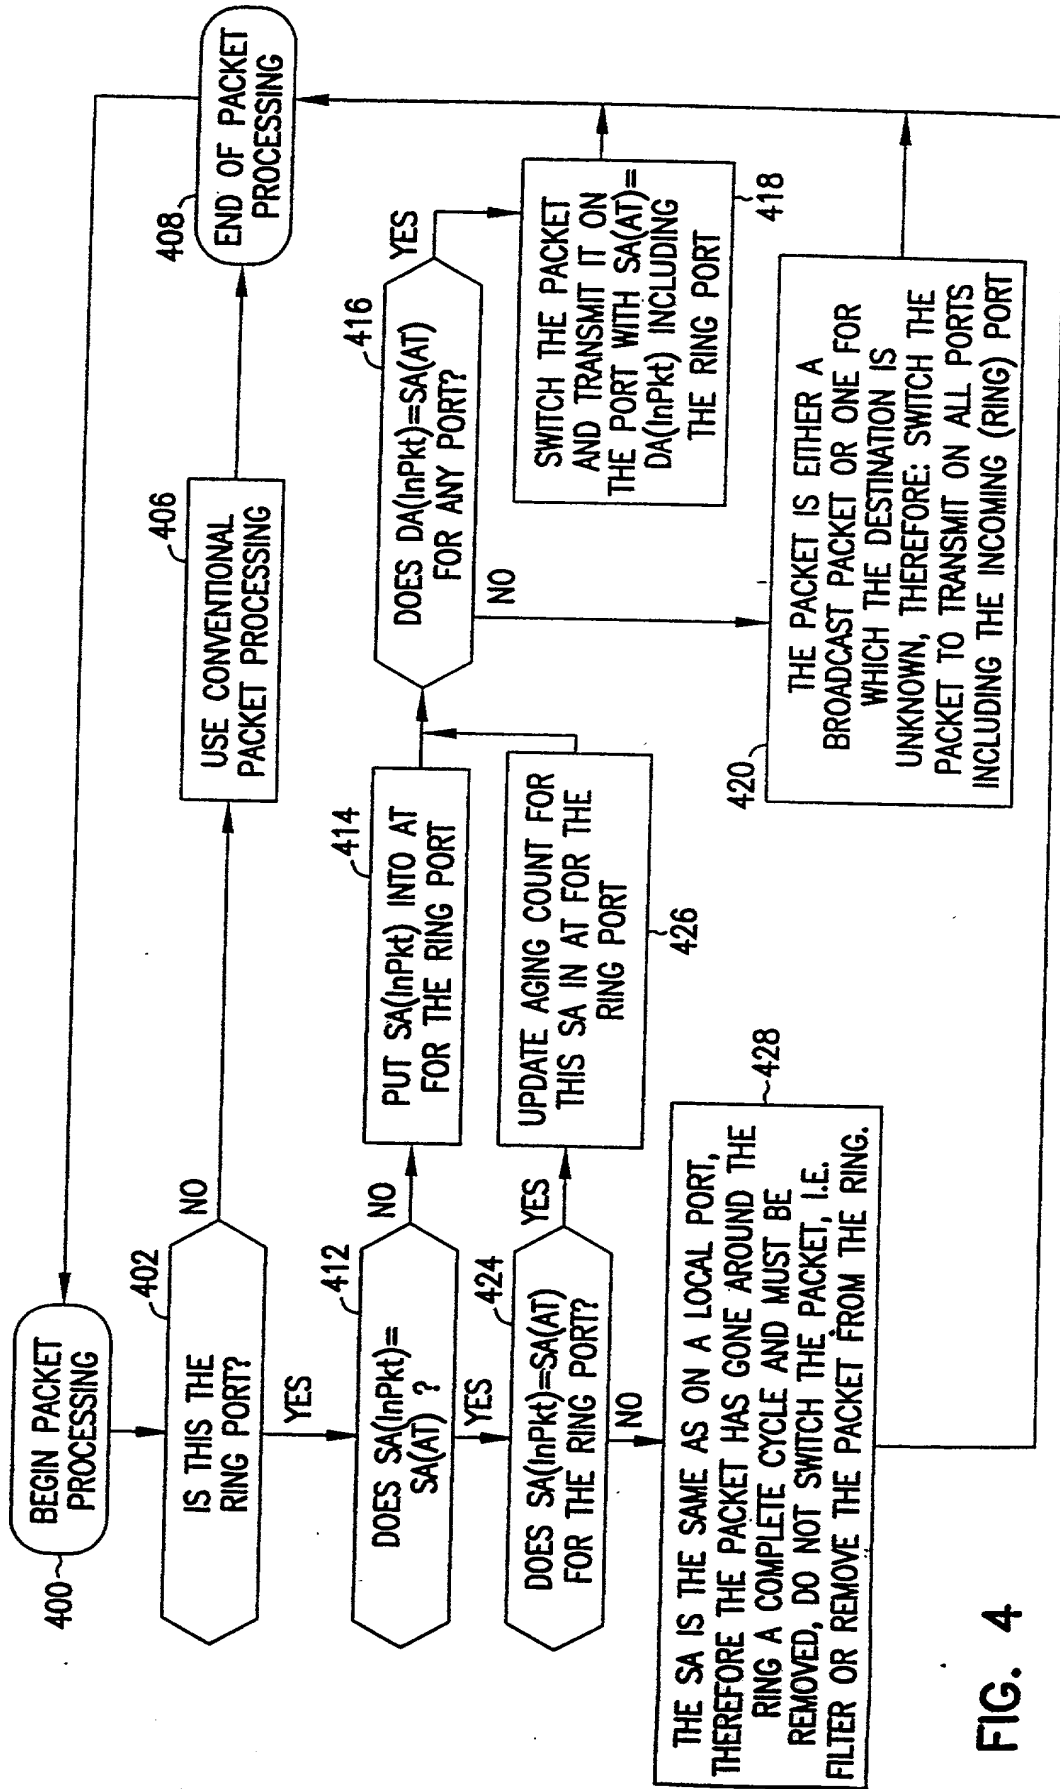 400
BEGIN PACKET
PROCESSING
402
IS THIS THE
RING PORT?
NO
YES
406
USE CONVENTIONAL
PACKET PROCESSING
408
END OF PACKET
PROCESSING
412
DOES SA(InPkt)=
SA(AT) ?
NO
YES
414
PUT SA(InPkt) INTO AT
FOR THE RING PORT
416
DOES DA(InPkt)=SA(AT)
FOR ANY PORT?
YES
NO
SWITCH THE PACKET
AND TRANSMIT IT ON
THE PORT WITH SA(AT)=
DA(InPkt) INCLUDING
THE RING PORT
418
424
DOES SA(InPkt)=SA(AT)
FOR THE RING PORT?
YES
NO
UPDATE AGING COUNT FOR
THIS SA IN AT FOR THE
RING PORT
426
420
THE PACKET IS EITHER A
BROADCAST PACKET OR ONE FOR
WHICH THE DESTINATION IS
UNKNOWN, THEREFORE: SWITCH THE
PACKET TO TRANSMIT ON ALL PORTS
INCLUDING THE INCOMING (RING) PORT
428
THE SA IS THE SAME AS ON A LOCAL PORT,
THEREFORE THE PACKET HAS GONE AROUND THE
RING A COMPLETE CYCLE AND MUST BE
REMOVED, DO NOT SWITCH THE PACKET, I.E.
FILTER OR REMOVE THE PACKET FROM THE RING.
FIG. 4